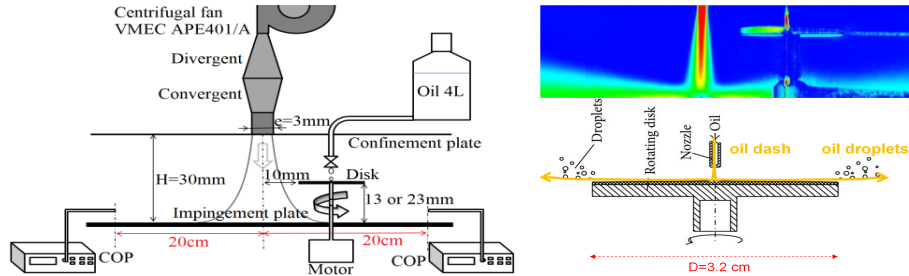 Centrifugal fan
VMEC APE401/A
Divergent
Convergent
Oil 4L
e=3mm
Confinement plate
H=30mm
10mm
Disk
13 or 23mm
Impingement plate
20cm
20cm
COP
Motor
COP
Droplets
Rotating disk
Nozzle
Oil
oil dash
oil droplets
D=3.2 cm